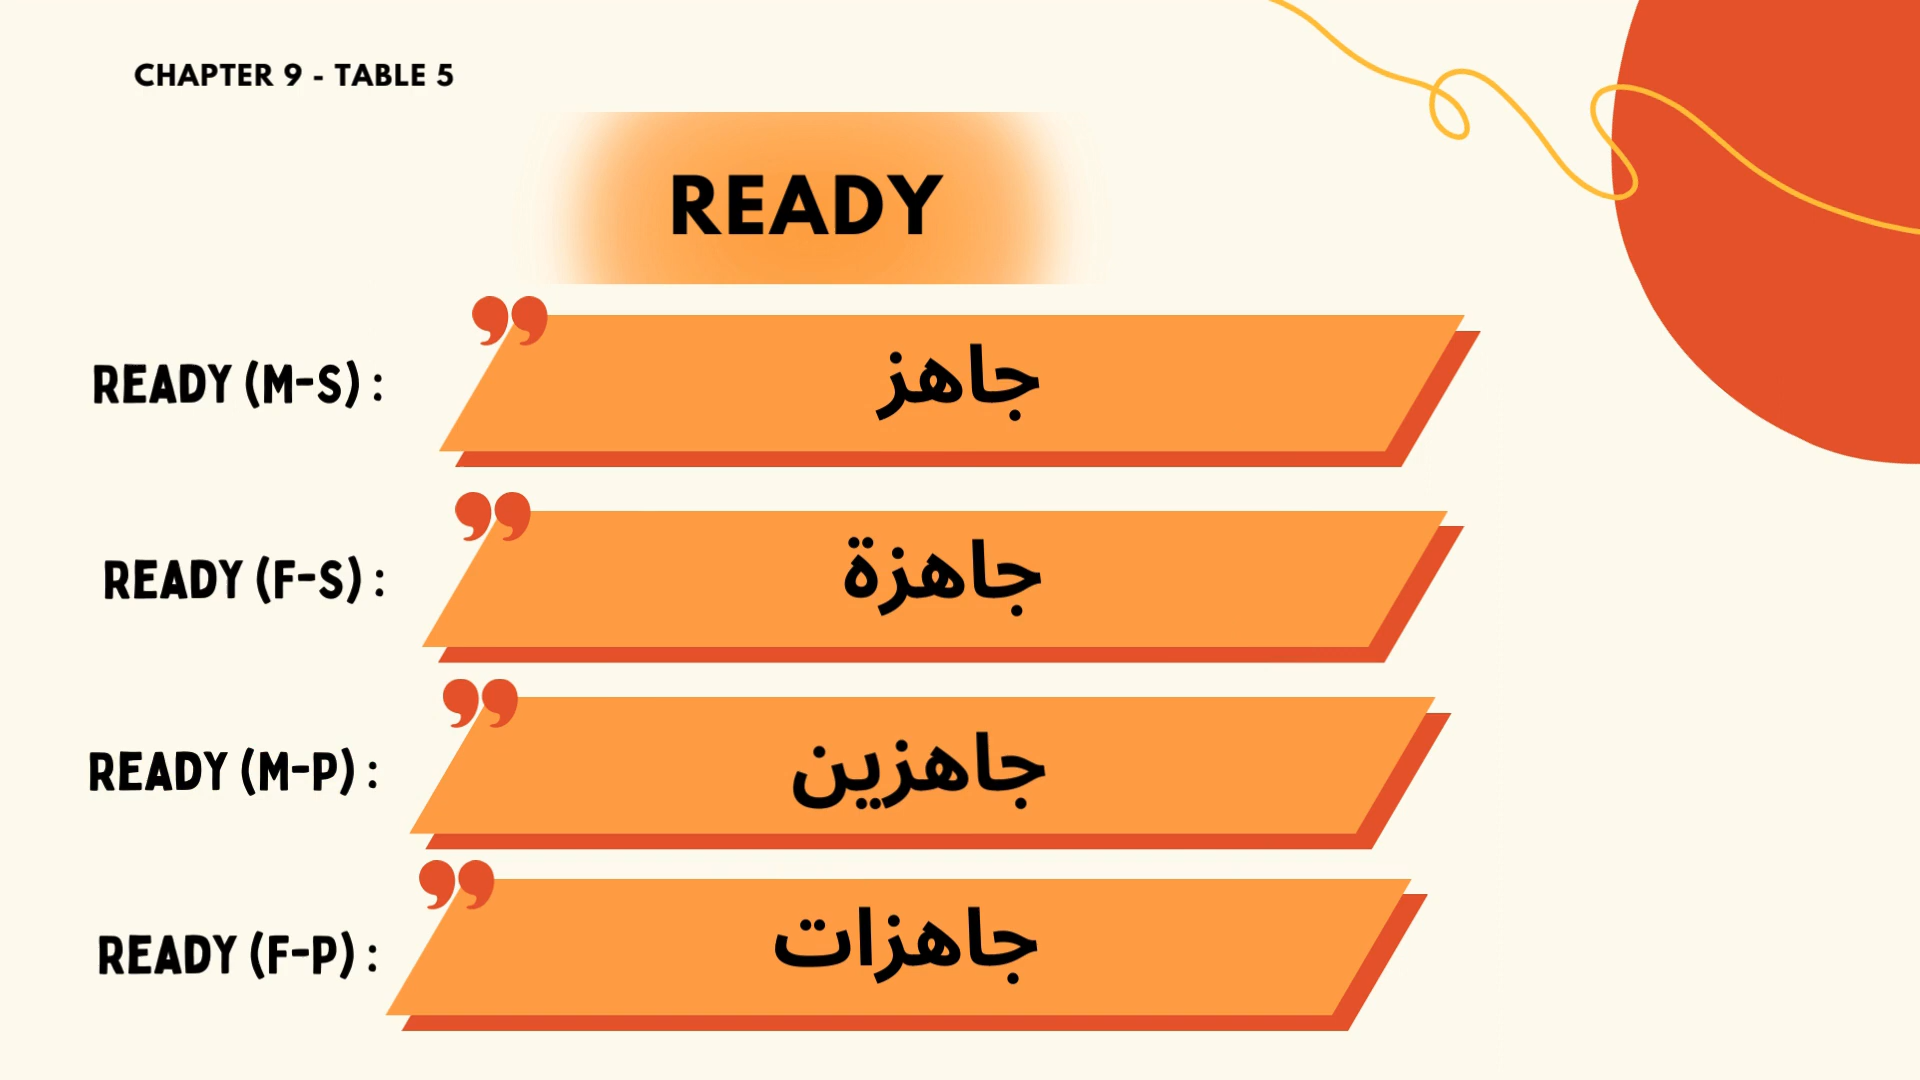 CHAPTER 9 - TABLE 5
READY
READY (M-S) : جاهز
READY (F-S) : جاهزة
READY (M-P) : جاهزين
READY (F-P) : جاهزات